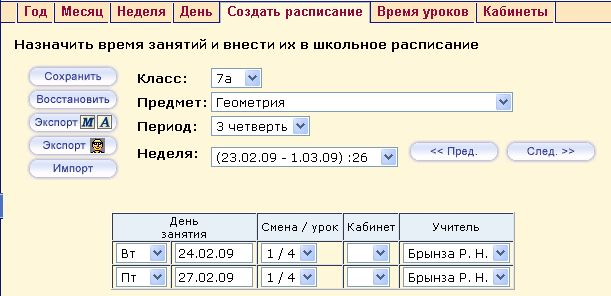 Год Месяц Неделя День Создать расписание Время уроков Кабинеты
Назначить время занятий и внести их в школьное расписание
Сохранить
Восстановить
Экспорт M A
Экспорт
Импорт
Класс: 7а
Предмет: Геометрия
Период: 3 четверть
Неделя: (23.02.09 - 1.03.09) :26
<< Пред. След. >>
День занятия Смена / урок Кабинет Учитель
Вт 24.02.09 1 / 4 Брынза Р. Н.
Пт 27.02.09 1 / 4 Брынза Р. Н.